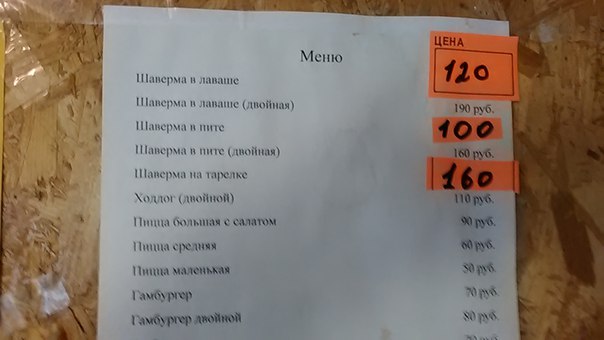 Меню
ЦЕНА
Шаверма в лаваше 120
Шаверма в лаваше (двойная) 190 руб.
Шаверма в пите 100
Шаверма в пите (двойная) 160 руб.
Шаверма на тарелке 160
Ходдог (двойной) 110 руб.
Пицца большая с салатом 90 руб.
Пицца средняя 60 руб.
Пицца маленькая 50 руб.
Гамбургер 70 руб.
Гамбургер двойной 80 руб.